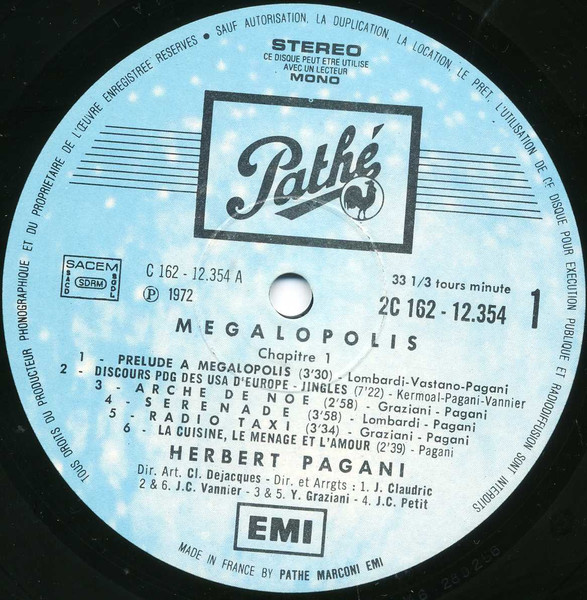 TOUS DROITS DU PRODUCTEUR PHONOGRAPHIQUE ET DU PROPRIETAIRE DE L'ŒUVRE ENREGISTREE RESERVES • SAUF AUTORISATION, LA DUPLICATION, LA LOCATION, LE PRET, L'UTILISATION DE CE DISQUE POUR EXECUTION PUBLIQUE ET RADIODIFFUSION SONT INTERDITS
STEREO
CE DISQUE PEUT ETRE UTILISE
AVEC UN LECTEUR
MONO
Pathé
SACEM
SACD SDRM SGDL
C 162 - 12.354 A
Ⓟ 1972
33 1/3 tours minute
2C 162 - 12.354
1
MEGALOPOLIS
Chapitre 1
1 - PRELUDE A MEGALOPOLIS (3'30) - Lombardi-Vastano-Pagani
2 - DISCOURS PDG DES USA D'EUROPE - JINGLES (7'22) - Kermoal-Pagani-Vannier
3 - ARCHE DE NOE (2'58) - Graziani - Pagani
4 - SERENADE (3'58) - Lombardi - Pagani
5 - RADIO TAXI (3'34) - Graziani - Pagani
6 - LA CUISINE, LE MENAGE ET L'AMOUR (2'39) - Pagani
HERBERT PAGANI
Dir. Art. Cl. Dejacques - Dir. et Arrgts : 1. J. Claudric
2 & 6. J.C. Vannier - 3 & 5. Y. Graziani - 4. J.C. Petit
EMI
MADE IN FRANCE BY PATHE MARCONI EMI